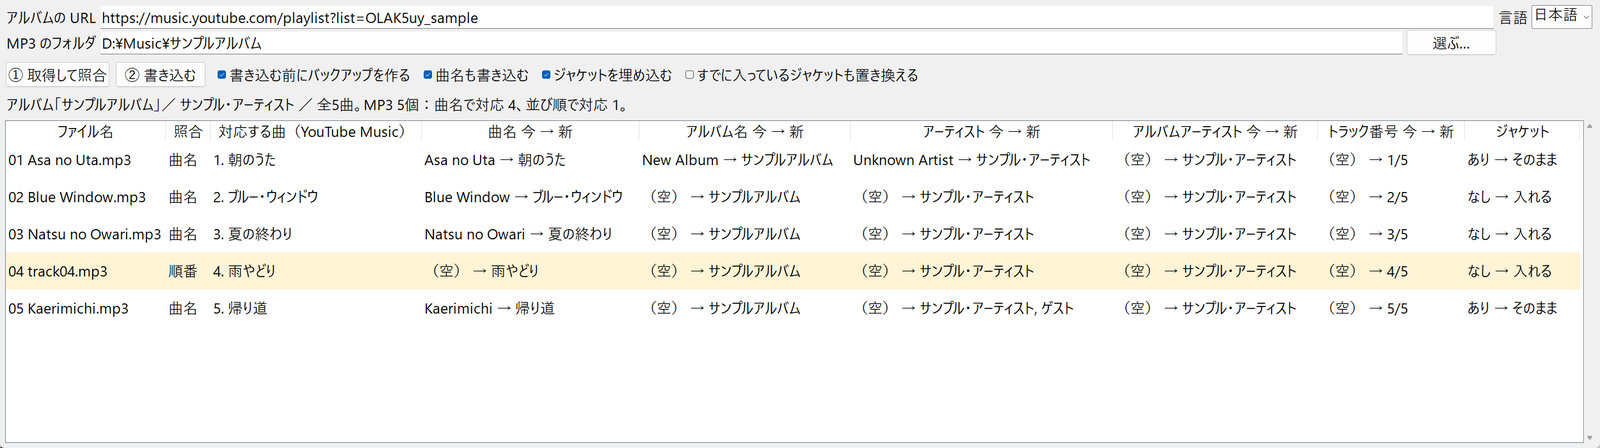 アルバムの URL https://music.youtube.com/playlist?list=OLAK5uy_sample 言語 日本語
MP3 のフォルダ D:¥Music¥サンプルアルバム 選ぶ...
① 取得して照合 ② 書き込む 書き込む前にバックアップを作る 曲名も書き込む ジャケットを埋め込む すでに入っているジャケットも置き換える
アルバム「サンプルアルバム」／ サンプル・アーティスト ／ 全5曲。MP3 5個：曲名で対応 4、並び順で対応 1。
ファイル名 照合 対応する曲（YouTube Music） 曲名 今 → 新 アルバム名 今 → 新 アーティスト 今 → 新 アルバムアーティスト 今 → 新 トラック番号 今 → 新 ジャケット
01 Asa no Uta.mp3 曲名 1. 朝のうた Asa no Uta → 朝のうた New Album → サンプルアルバム Unknown Artist → サンプル・アーティスト （空） → サンプル・アーティスト （空） → 1/5 あり → そのまま
02 Blue Window.mp3 曲名 2. ブルー・ウィンドウ Blue Window → ブルー・ウィンドウ （空） → サンプルアルバム （空） → サンプル・アーティスト （空） → サンプル・アーティスト （空） → 2/5 なし → 入れる
03 Natsu no Owari.mp3 曲名 3. 夏の終わり Natsu no Owari → 夏の終わり （空） → サンプルアルバム （空） → サンプル・アーティスト （空） → サンプル・アーティスト （空） → 3/5 なし → 入れる
04 track04.mp3 順番 4. 雨やどり （空） → 雨やどり （空） → サンプルアルバム （空） → サンプル・アーティスト （空） → サンプル・アーティスト （空） → 4/5 なし → 入れる
05 Kaerimichi.mp3 曲名 5. 帰り道 Kaerimichi → 帰り道 （空） → サンプルアルバム （空） → サンプル・アーティスト, ゲスト （空） → サンプル・アーティスト （空） → 5/5 あり → そのまま